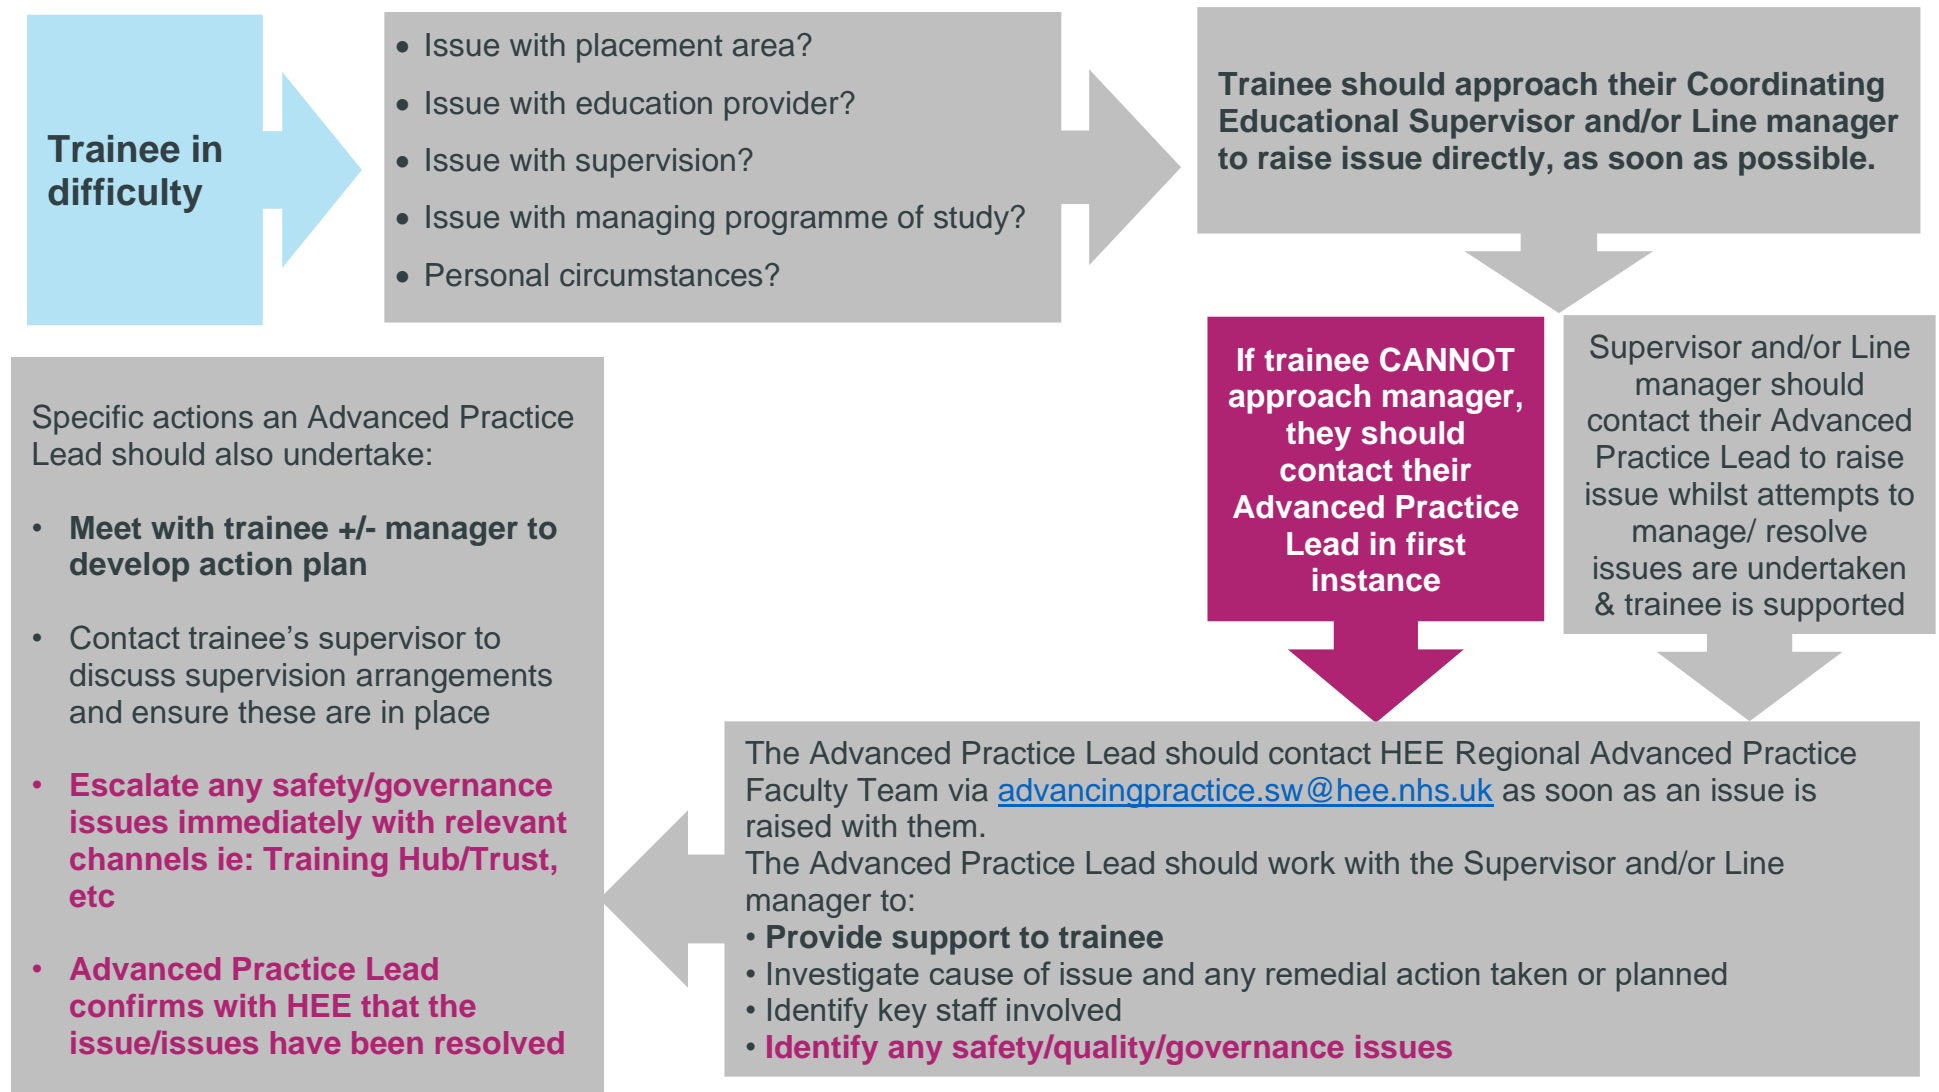 Trainee in
difficulty
• Issue with placement area?
• Issue with education provider?
• Issue with supervision?
• Issue with managing programme of study?
• Personal circumstances?
Trainee should approach their Coordinating
Educational Supervisor and/or Line manager
to raise issue directly, as soon as possible.
If trainee CANNOT
approach manager,
they should
contact their
Advanced Practice
Lead in first
instance
Supervisor and/or Line
manager should
contact their Advanced
Practice Lead to raise
issue whilst attempts to
manage/ resolve
issues are undertaken
& trainee is supported
The Advanced Practice Lead should contact HEE Regional Advanced Practice
Faculty Team via advancingpractice.sw@hee.nhs.uk as soon as an issue is
raised with them.
The Advanced Practice Lead should work with the Supervisor and/or Line
manager to:
• Provide support to trainee
• Investigate cause of issue and any remedial action taken or planned
• Identify key staff involved
• Identify any safety/quality/governance issues
Specific actions an Advanced Practice
Lead should also undertake:
• Meet with trainee +/- manager to
develop action plan
• Contact trainee’s supervisor to
discuss supervision arrangements
and ensure these are in place
• Escalate any safety/governance
issues immediately with relevant
channels ie: Training Hub/Trust,
etc
• Advanced Practice Lead
confirms with HEE that the
issue/issues have been resolved